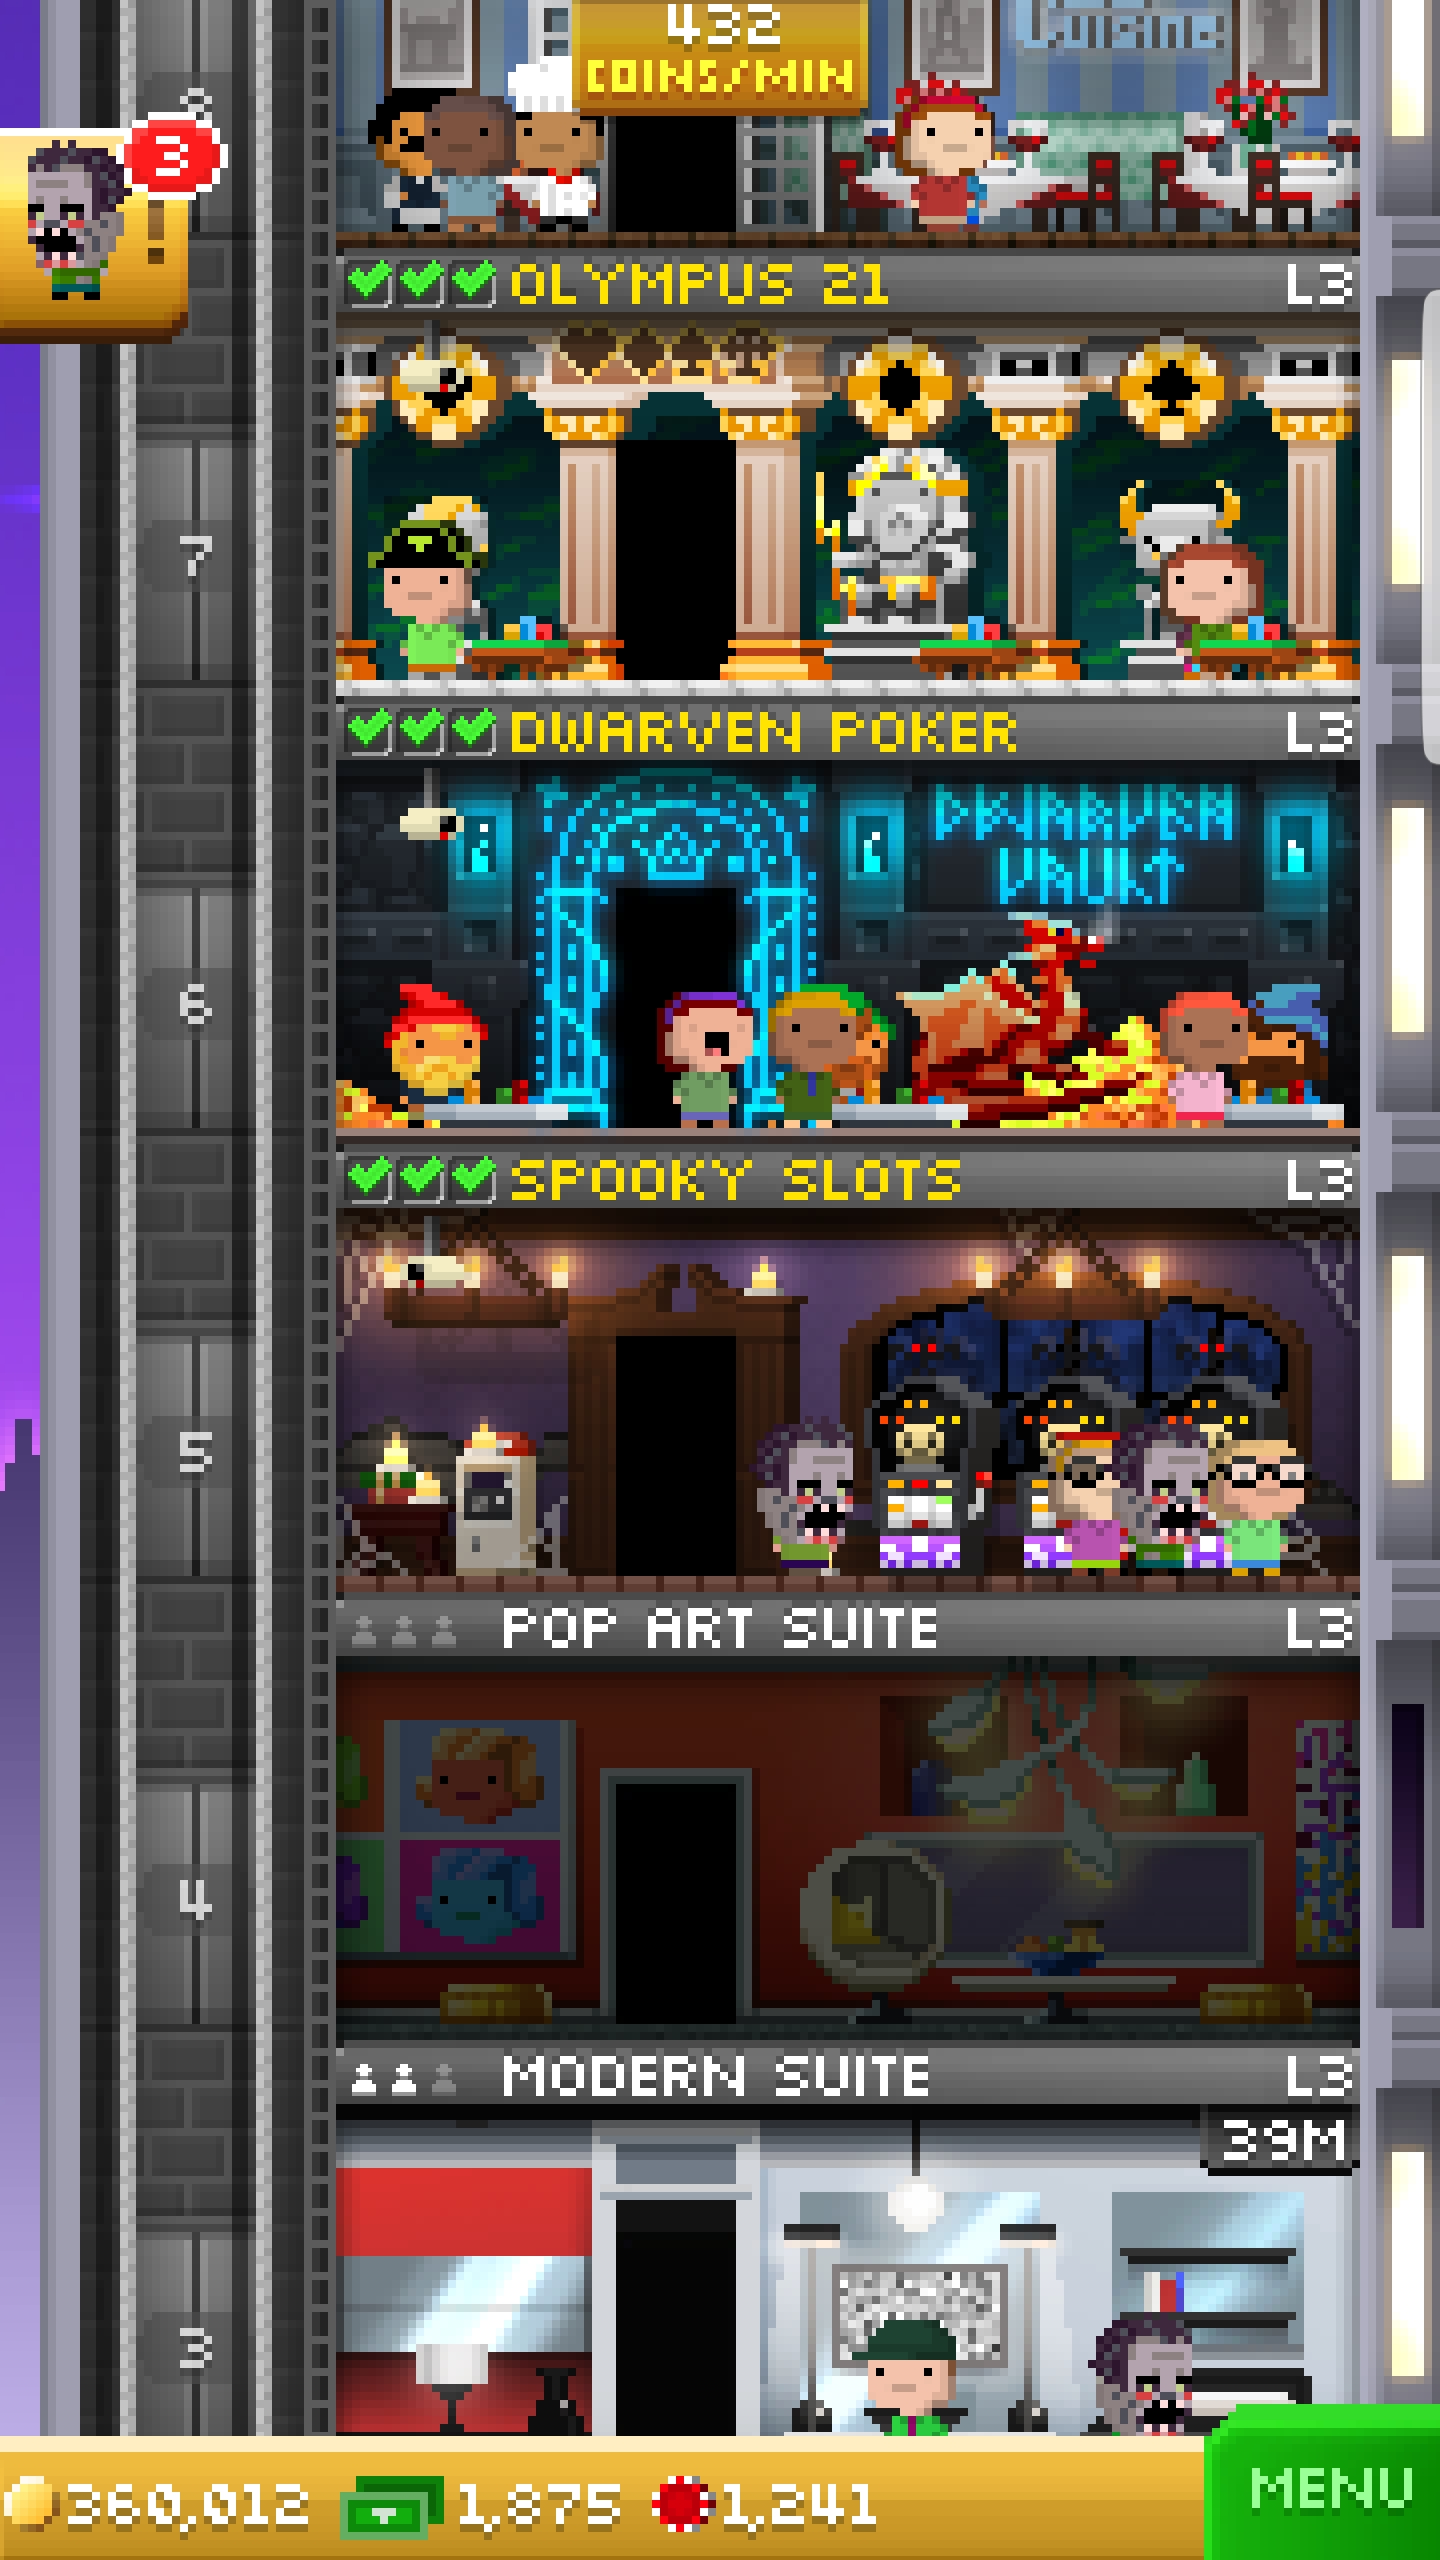 432
COINS/MIN
Cuisine
3
OLYMPUS 21 L3
7
DWARVEN POKER L3
DWARVEN
VAULT
6
SPOOKY SLOTS L3
5
POP ART SUITE L3
4
MODERN SUITE L3
39M
3
360,012 1,875 1,241 MENU